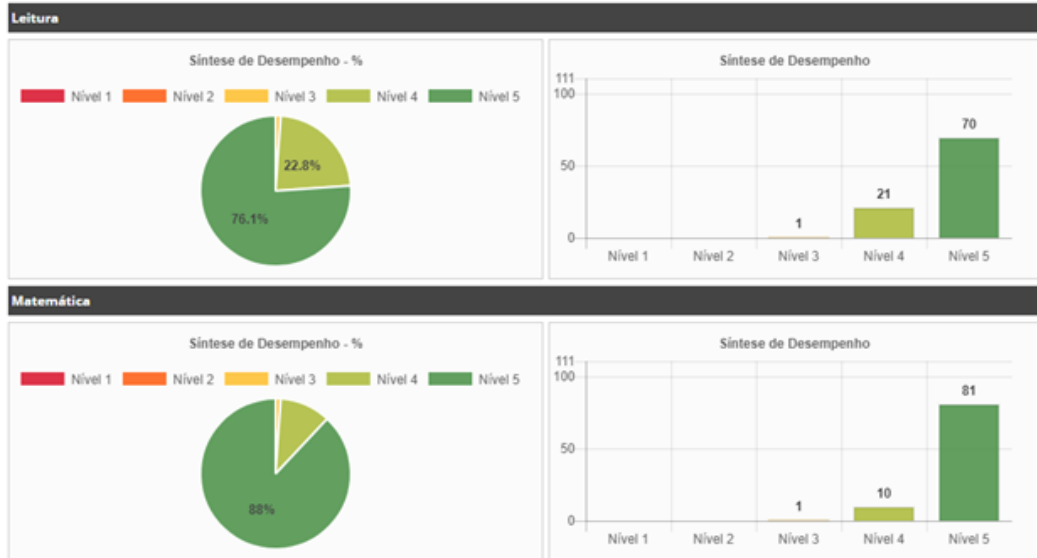 Leitura
Síntese de Desempenho - %
Nível 1 Nível 2 Nível 3 Nível 4 Nível 5
22.8%
76.1%
Síntese de Desempenho
111
100
70
50
21
1
0
Nível 1 Nível 2 Nível 3 Nível 4 Nível 5
Matemática
Síntese de Desempenho - %
Nível 1 Nível 2 Nível 3 Nível 4 Nível 5
88%
Síntese de Desempenho
111
100
81
50
10
1
0
Nível 1 Nível 2 Nível 3 Nível 4 Nível 5